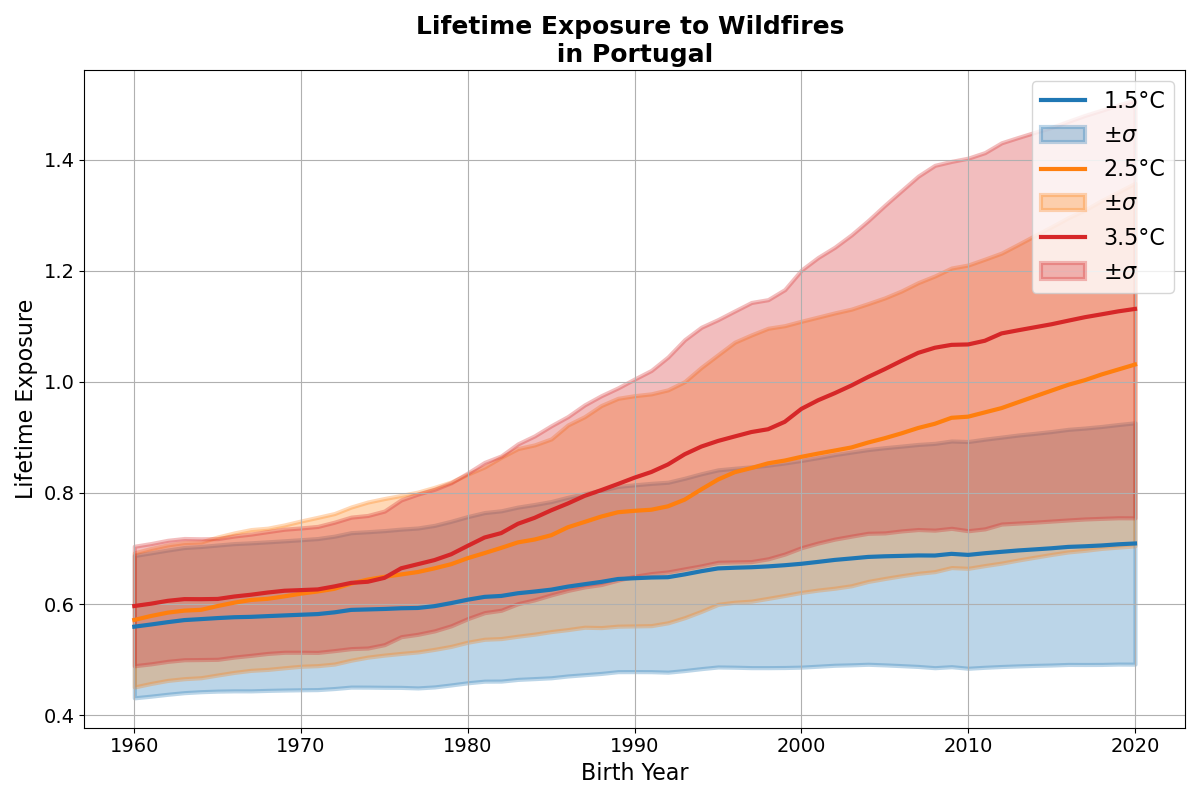 Lifetime Exposure to Wildfires
in Portugal
1.5°C
±σ
2.5°C
±σ
3.5°C
±σ
Lifetime Exposure
1.4
1.2
1.0
0.8
0.6
0.4
1960 1970 1980 1990 2000 2010 2020
Birth Year